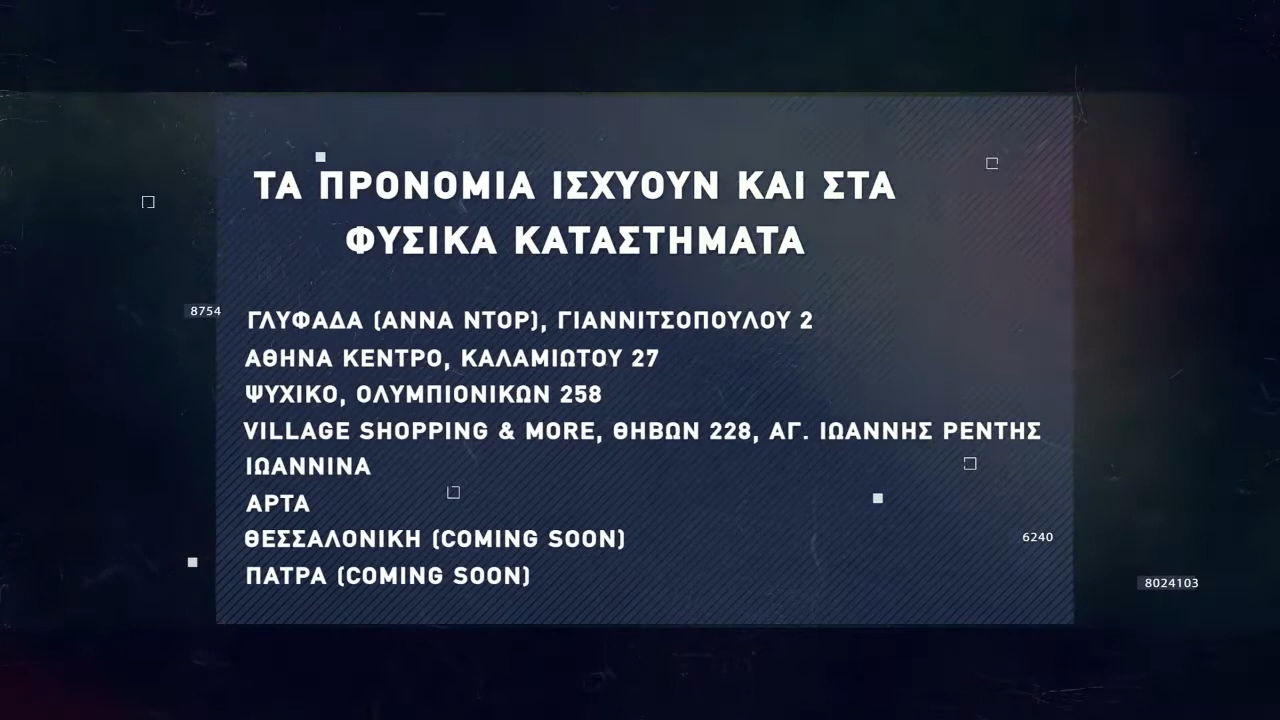 ΤΑ ΠΡΟΝΟΜΙΑ ΙΣΧΥΟΥΝ ΚΑΙ ΣΤΑ
ΦΥΣΙΚΑ ΚΑΤΑΣΤΗΜΑΤΑ
8754
ΓΛΥΦΑΔΑ (ΑΝΝΑ ΝΤΟΡ), ΓΙΑΝΝΙΤΣΟΠΟΥΛΟΥ 2
ΑΘΗΝΑ ΚΕΝΤΡΟ, ΚΑΛΑΜΙΩΤΟΥ 27
ΨΥΧΙΚΟ, ΟΛΥΜΠΙΟΝΙΚΩΝ 258
VILLAGE SHOPPING & MORE, ΘΗΒΩΝ 228, ΑΓ. ΙΩΑΝΝΗΣ ΡΕΝΤΗΣ
ΙΩΑΝΝΙΝΑ
ΑΡΤΑ
ΘΕΣΣΑΛΟΝΙΚΗ (COMING SOON)
6240
ΠΑΤΡΑ (COMING SOON)
8024103